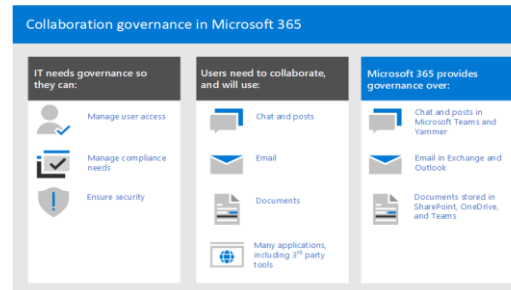 Collaboration governance in Microsoft 365
IT needs governance so
they can:
Manage user access
Manage compliance
needs
Ensure security
Users need to collaborate,
and will use:
Chat and posts
Email
Documents
Many applications,
including 3rd party
tools
Microsoft 365 provides
governance over:
Chat and posts in
Microsoft Teams and
Yammer
Email in Exchange and
Outlook
Documents stored in
SharePoint, OneDrive,
and Teams